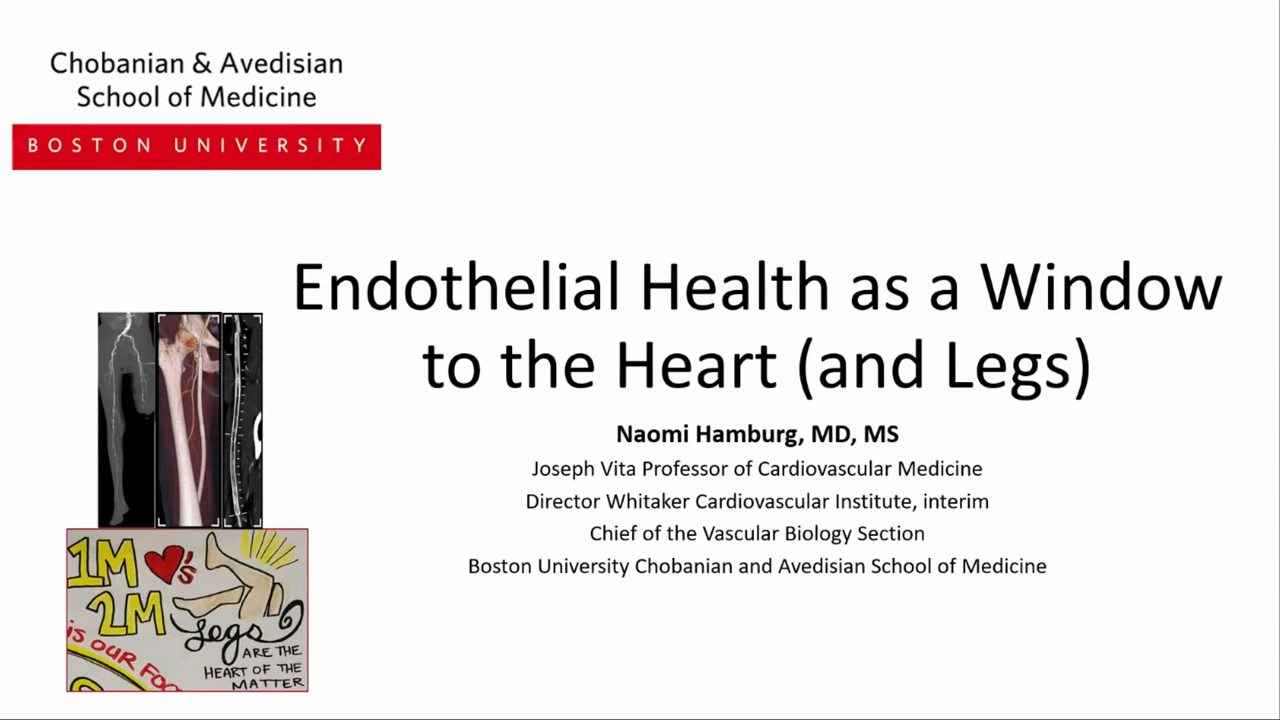 Chobanian & Avedisian
School of Medicine
BOSTON UNIVERSITY
Endothelial Health as a Window
to the Heart (and Legs)
Naomi Hamburg, MD, MS
Joseph Vita Professor of Cardiovascular Medicine
Director Whitaker Cardiovascular Institute, interim
Chief of the Vascular Biology Section
Boston University Chobanian and Avedisian School of Medicine
1M 's
2M
Legs
ARE THE
HEART OF THE
MATTER
is OUR